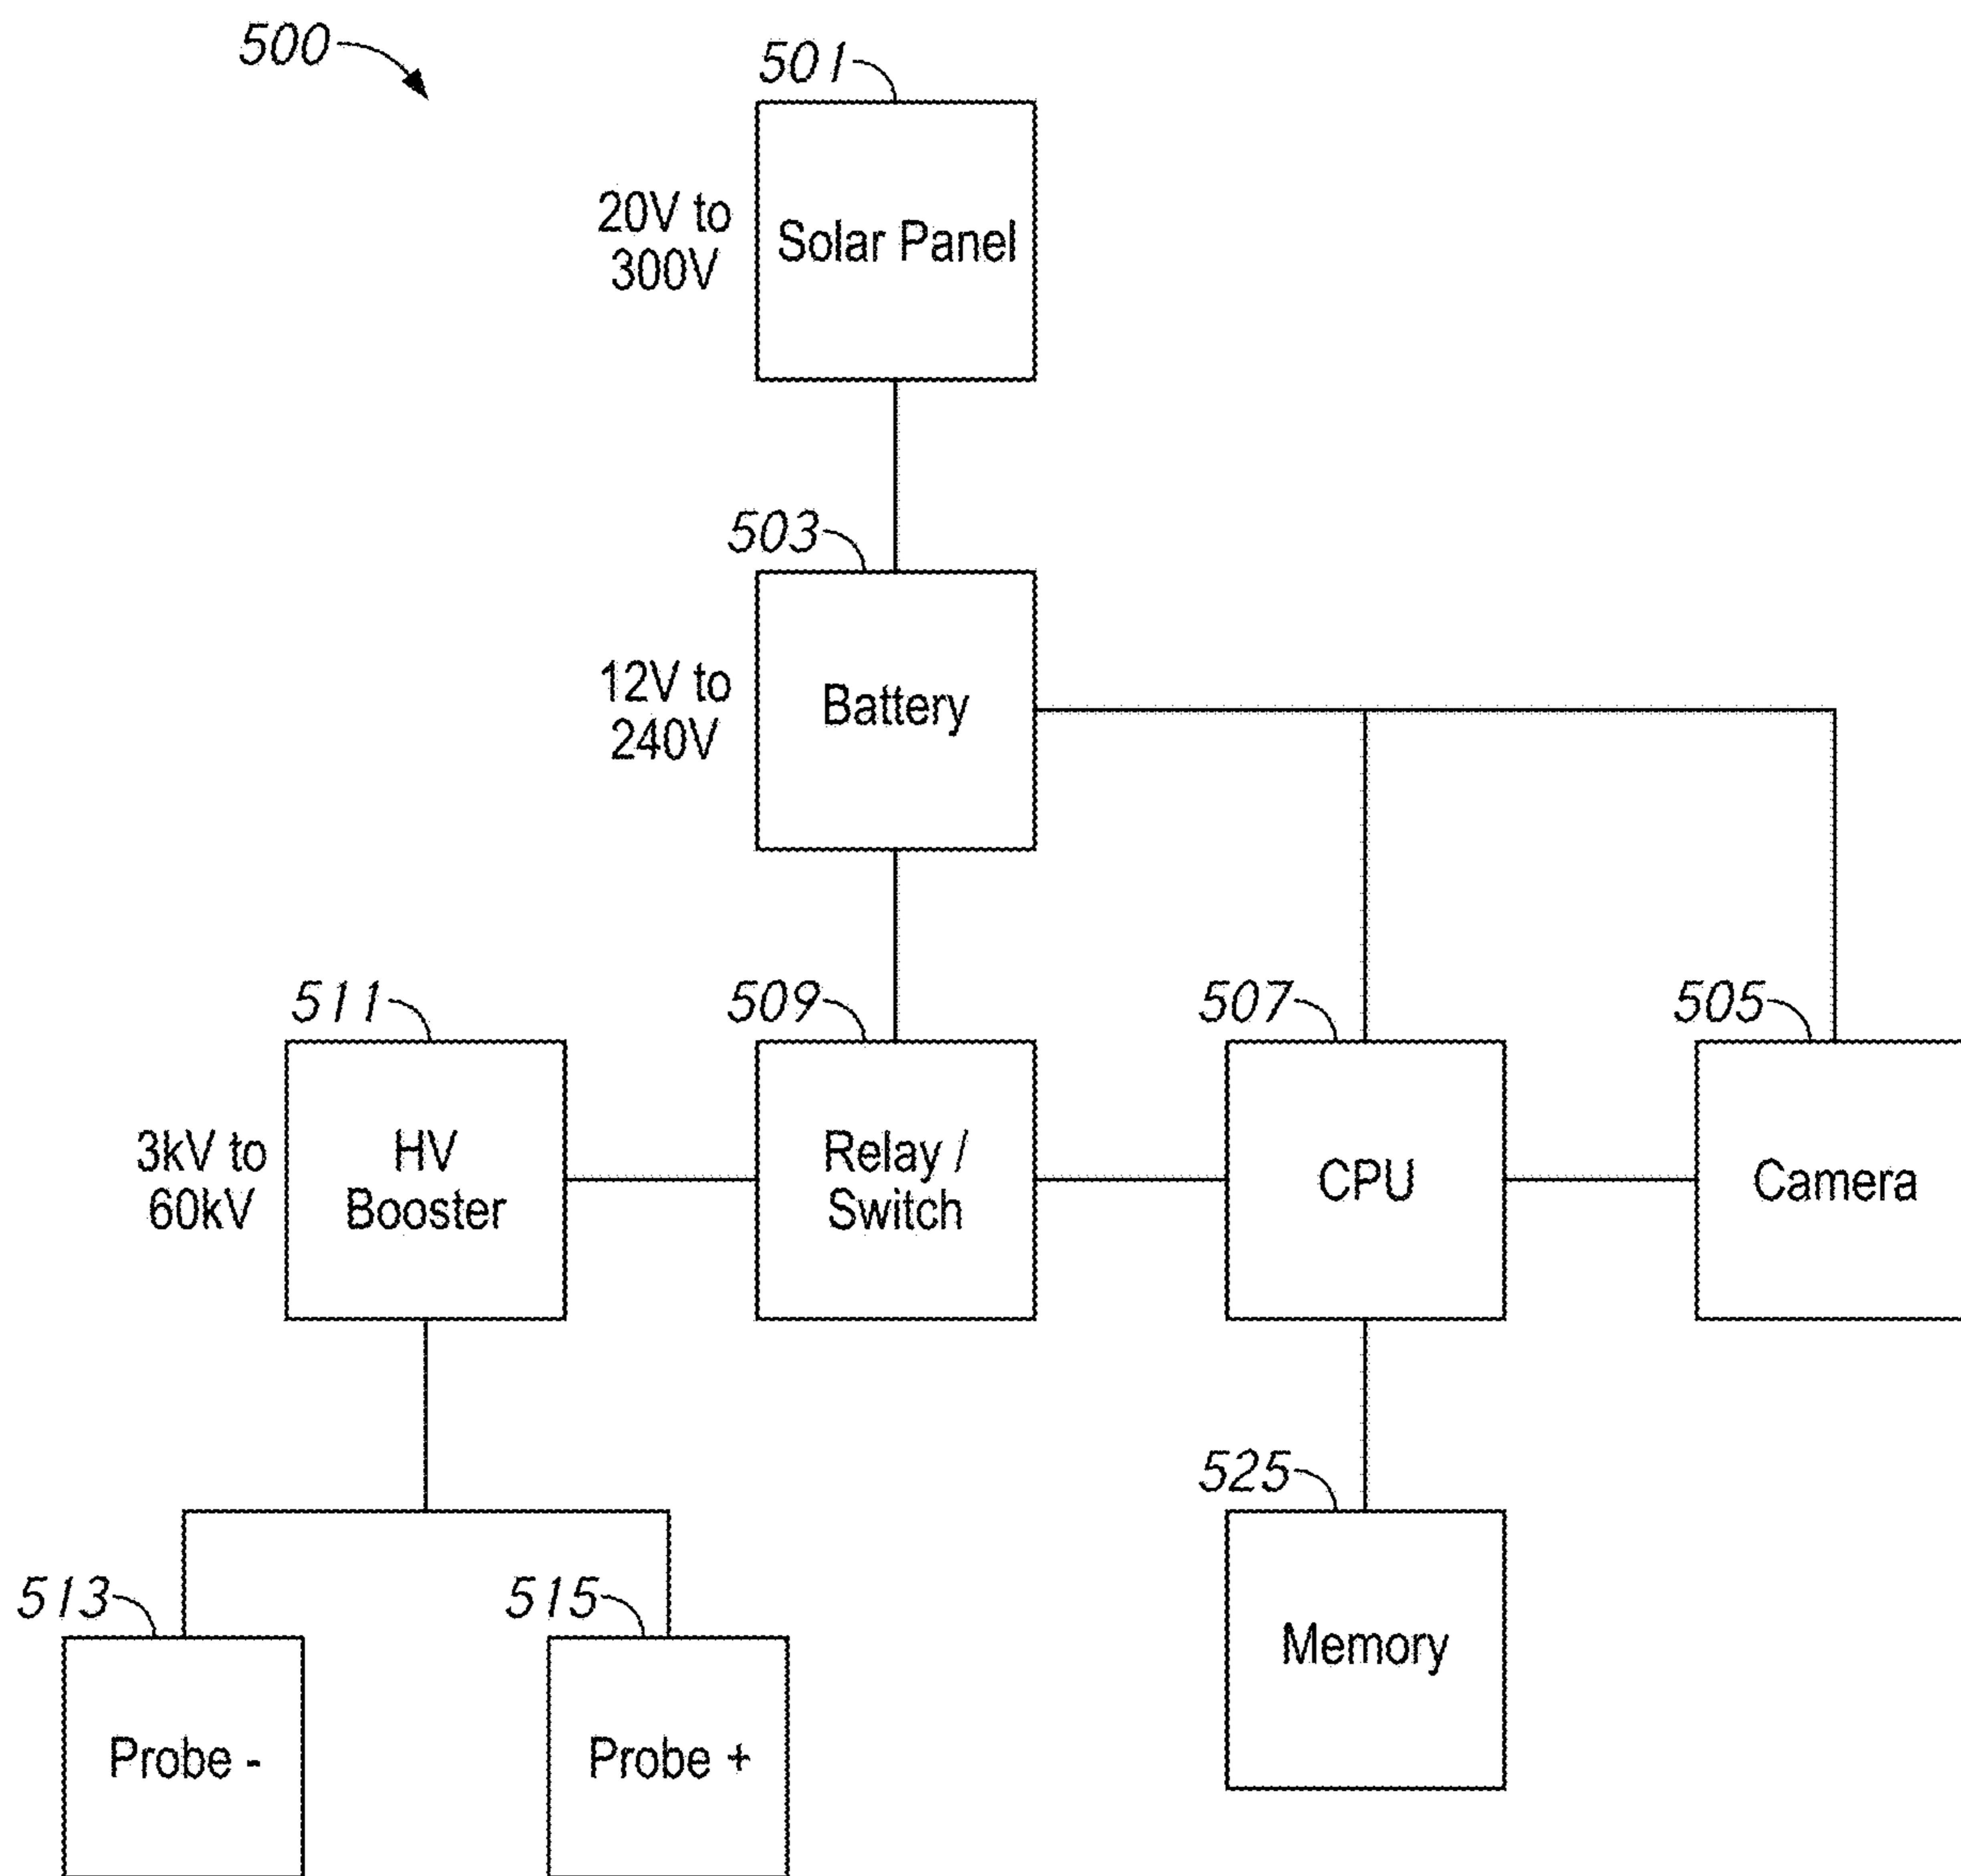 500
501
20V to
300V
Solar Panel
503
12V to
240V
Battery
511
509
507
505
3kV to
60kV
HV
Booster
Relay /
Switch
CPU
Camera
525
513
515
Memory
Probe -
Probe +